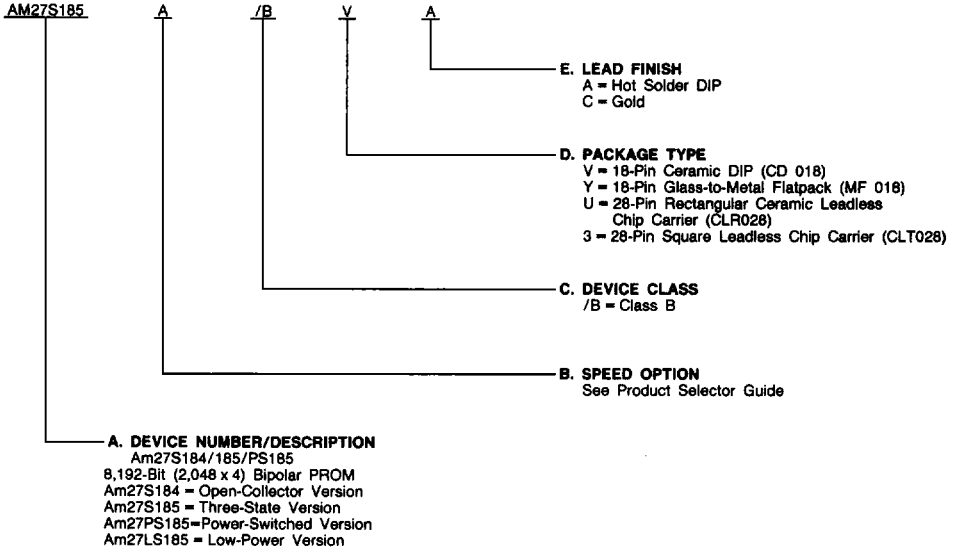 AM27S185 A /B V A
E. LEAD FINISH
A = Hot Solder DIP
C = Gold
D. PACKAGE TYPE
V = 18-Pin Ceramic DIP (CD 018)
Y = 18-Pin Glass-to-Metal Flatpack (MF 018)
U = 28-Pin Rectangular Ceramic Leadless
Chip Carrier (CLR028)
3 = 28-Pin Square Leadless Chip Carrier (CLT028)
C. DEVICE CLASS
/B = Class B
B. SPEED OPTION
See Product Selector Guide
A. DEVICE NUMBER/DESCRIPTION
Am27S184/185/PS185
8,192-Bit (2,048 x 4) Bipolar PROM
Am27S184 = Open-Collector Version
Am27S185 = Three-State Version
Am27PS185=Power-Switched Version
Am27LS185 = Low-Power Version